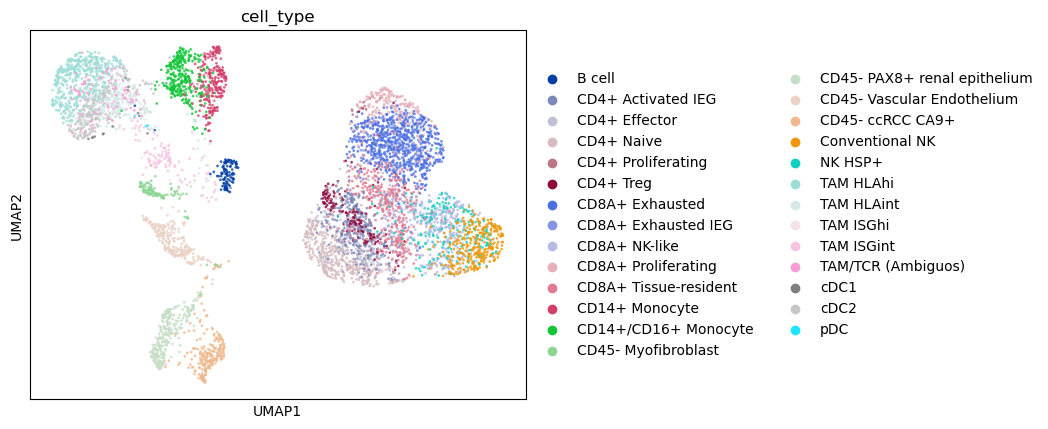 cell_type
UMAP2
UMAP1
B cell
CD4+ Activated IEG
CD4+ Effector
CD4+ Naive
CD4+ Proliferating
CD4+ Treg
CD8A+ Exhausted
CD8A+ Exhausted IEG
CD8A+ NK-like
CD8A+ Proliferating
CD8A+ Tissue-resident
CD14+ Monocyte
CD14+/CD16+ Monocyte
CD45- Myofibroblast
CD45- PAX8+ renal epithelium
CD45- Vascular Endothelium
CD45- ccRCC CA9+
Conventional NK
NK HSP+
TAM HLAhi
TAM HLAint
TAM ISGhi
TAM ISGint
TAM/TCR (Ambiguos)
cDC1
cDC2
pDC